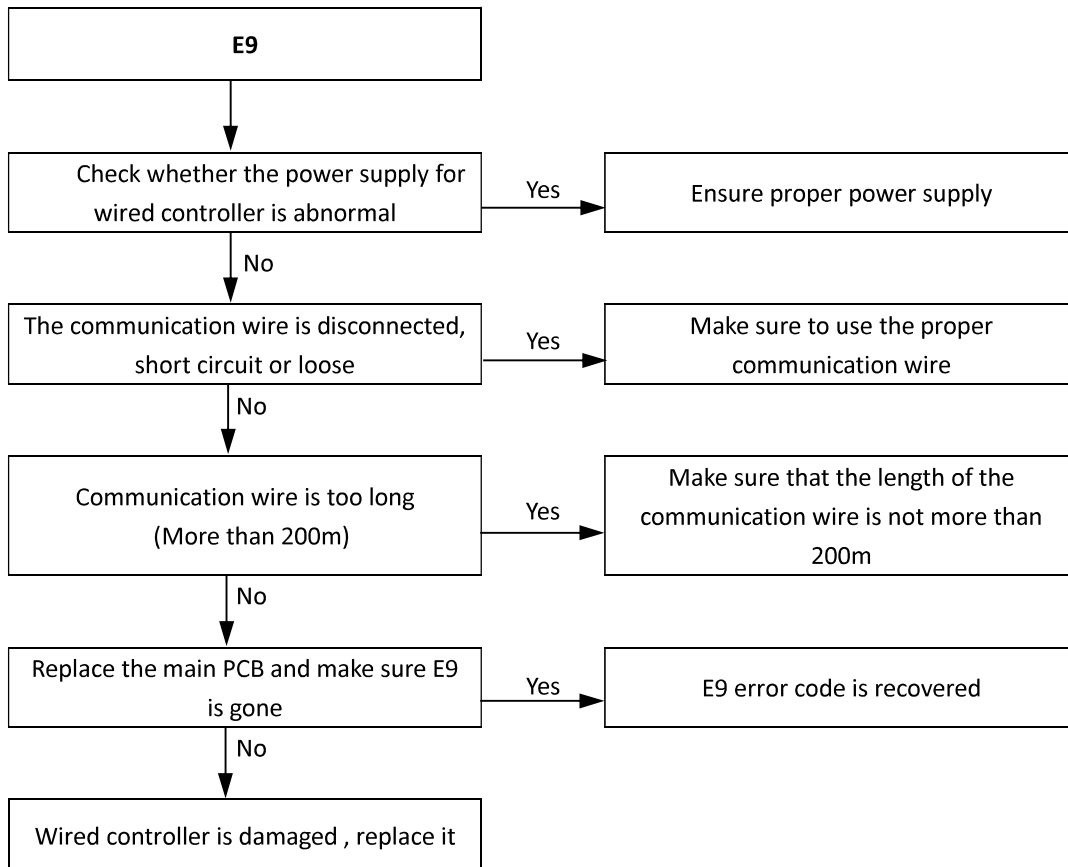 E9
Check whether the power supply for
wired controller is abnormal
Yes
Ensure proper power supply
No
The communication wire is disconnected,
short circuit or loose
Yes
Make sure to use the proper
communication wire
No
Communication wire is too long
(More than 200m)
Yes
Make sure that the length of the
communication wire is not more than
200m
No
Replace the main PCB and make sure E9
is gone
Yes
E9 error code is recovered
No
Wired controller is damaged , replace it